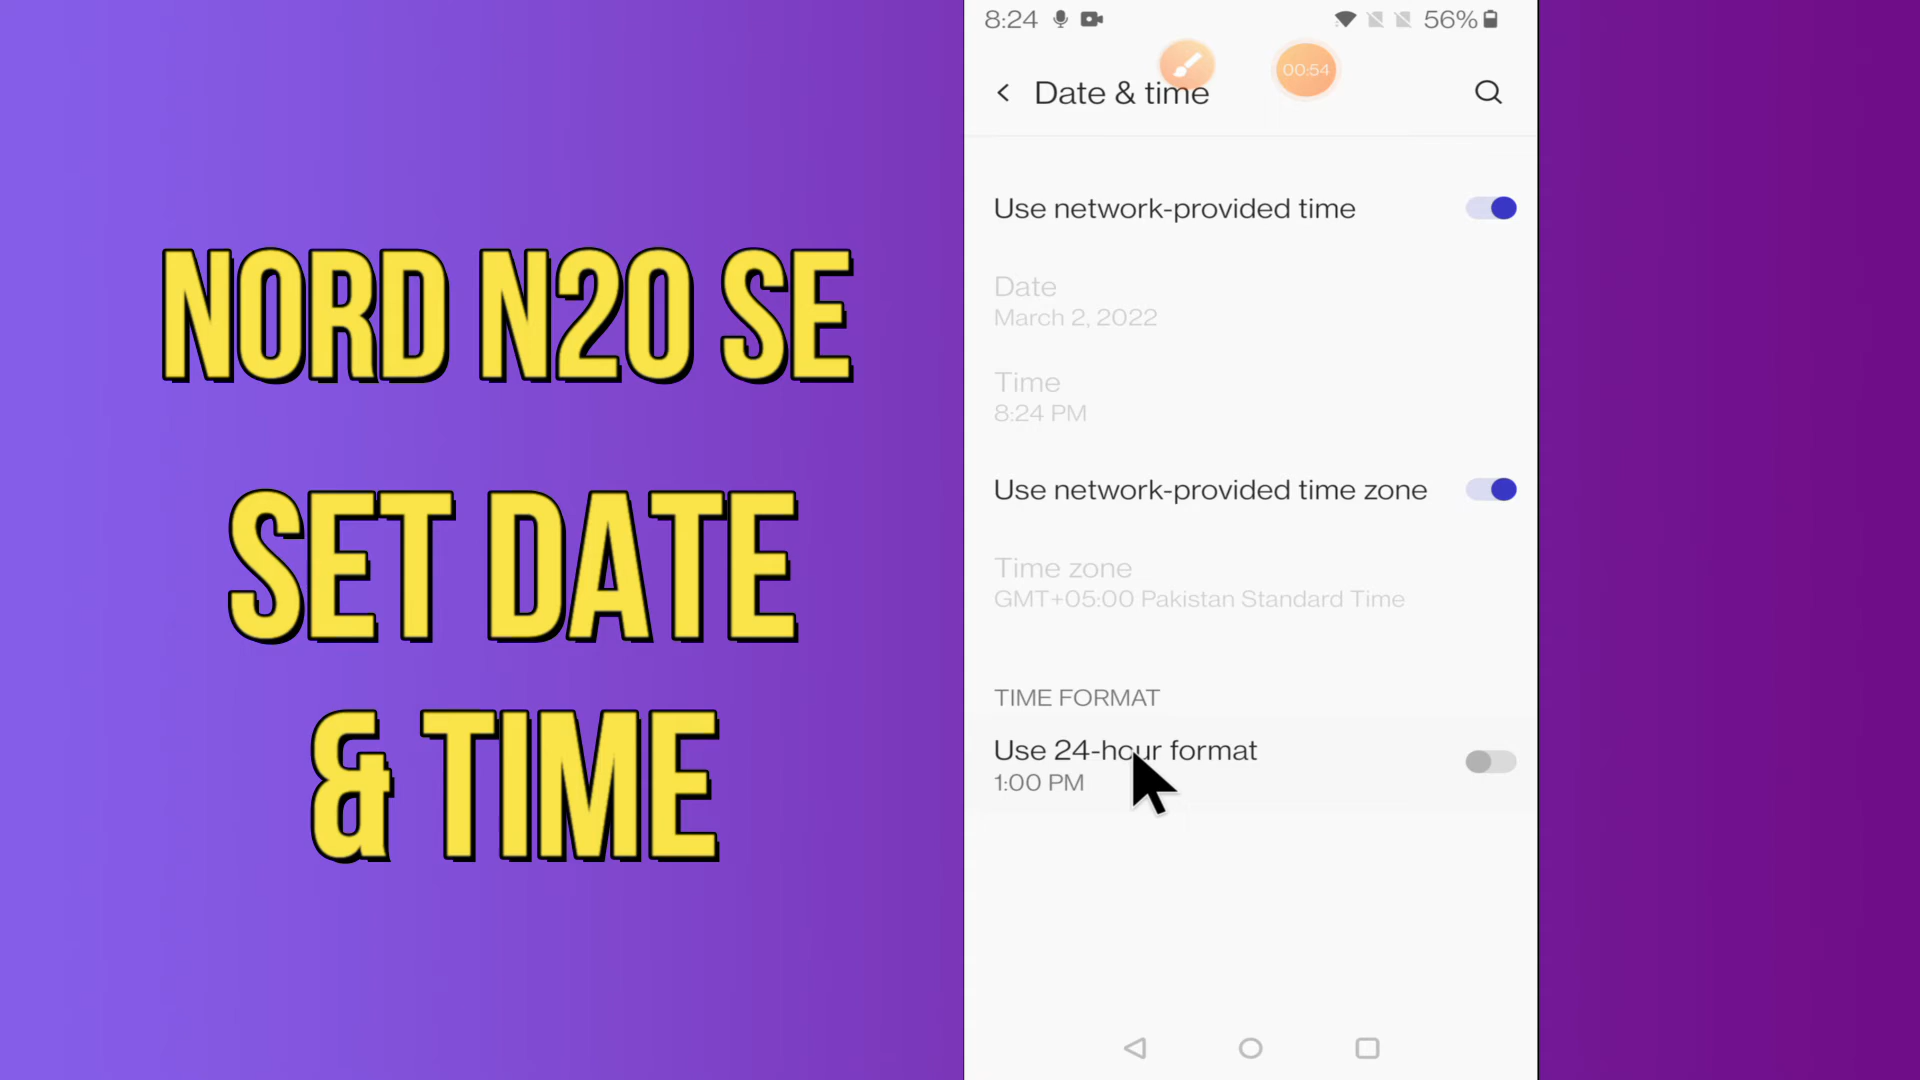 NORD N20 SE
SET DATE
& TIME
8:24
56%
00:54
Date & time
Use network-provided time
Date
March 2, 2022
Time
8:24 PM
Use network-provided time zone
Time zone
GMT+05:00 Pakistan Standard Time
TIME FORMAT
Use 24-hour format
1:00 PM